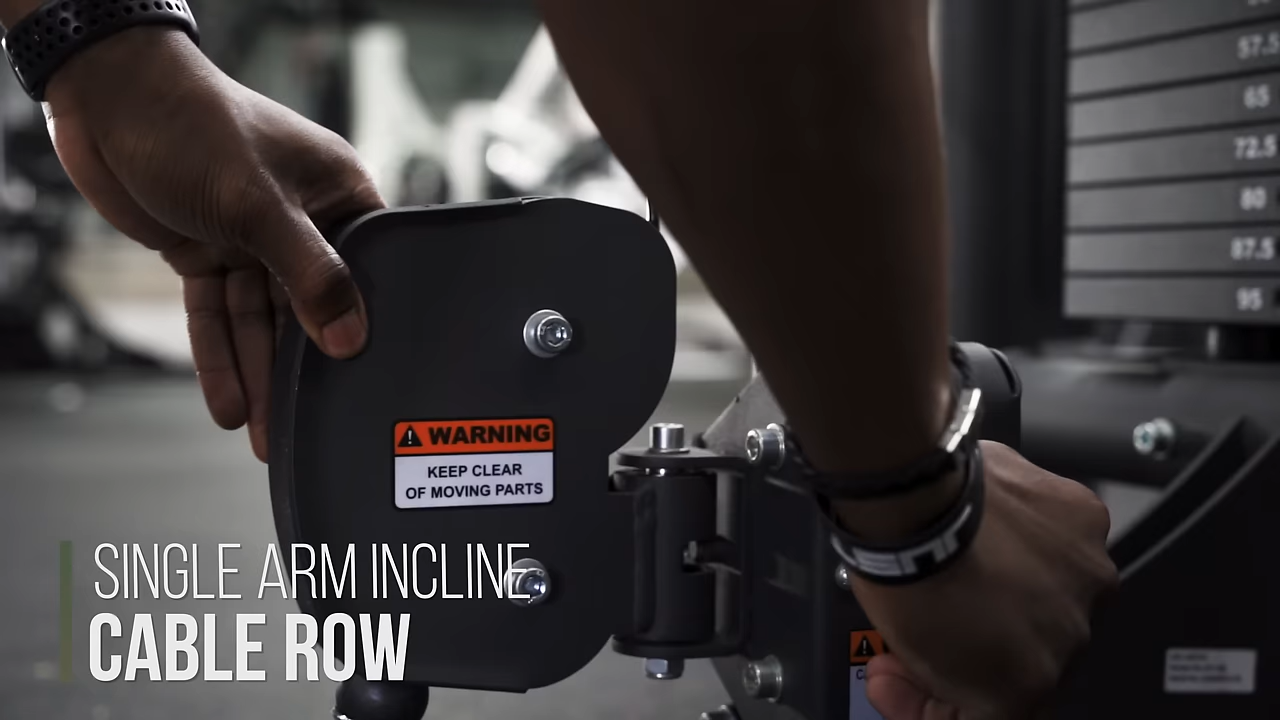 57.5
65
72.5
80
87.5
95
WARNING
KEEP CLEAR
OF MOVING PARTS
SINGLE ARM INCLINE
CABLE ROW